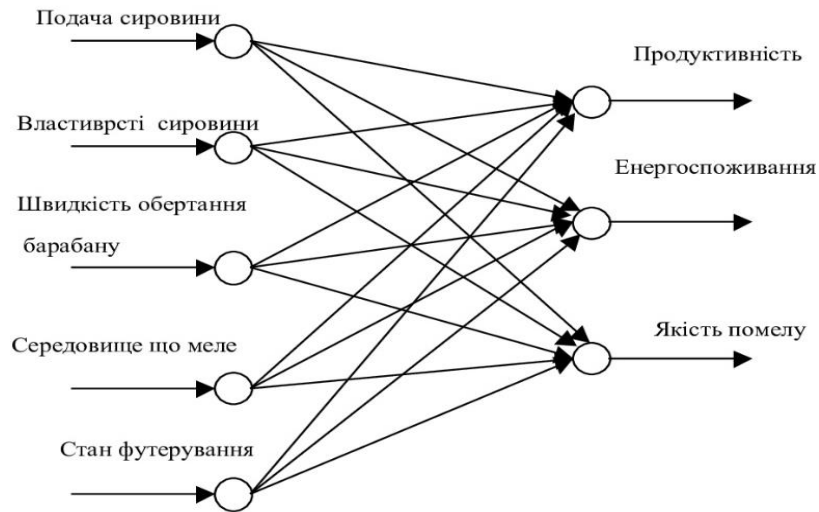 Подача сировини
Властиврсті сировини
Швидкість обертання
барабану
Середовище що меле
Стан футерування
Продуктивність
Енергоспоживання
Якість помелу